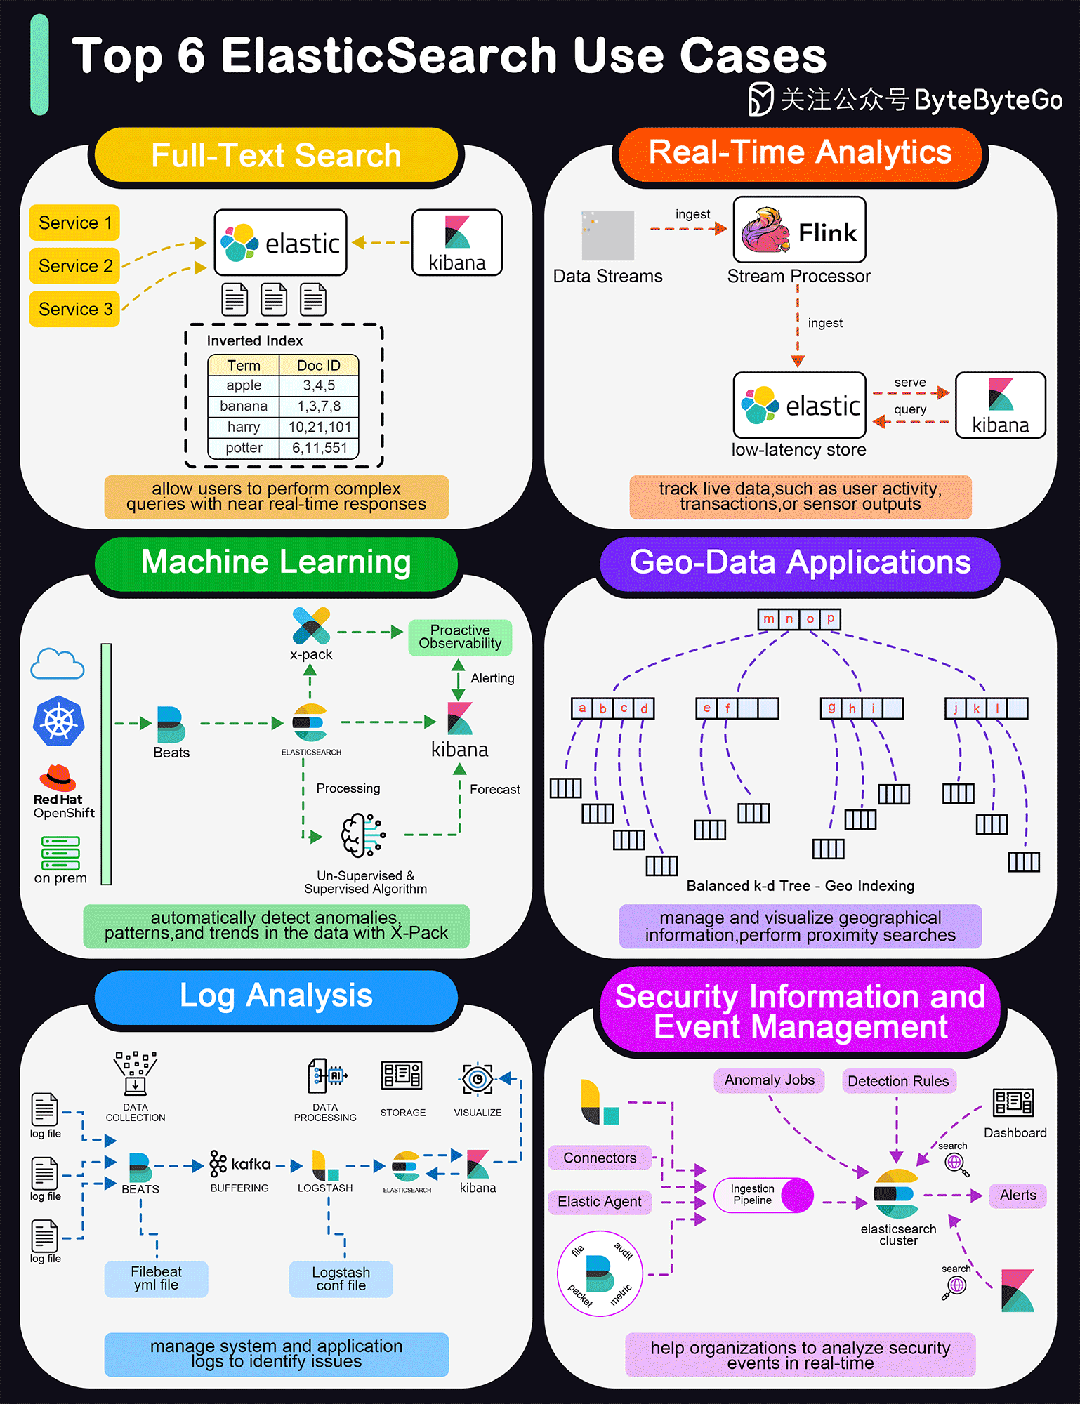 Top 6 ElasticSearch Use Cases
关注公众号 ByteByteGo
Full-Text Search
Service 1
Service 2
Service 3
elastic
kibana
Inverted Index
Term Doc ID
apple 3,4,5
banana 1,3,7,8
harry 10,21,101
potter 6,11,551
allow users to perform complex
queries with near real-time responses
Real-Time Analytics
Data Streams
ingest
Flink
Stream Processor
ingest
elastic
low-latency store
serve
query
kibana
track live data,such as user activity,
transactions,or sensor outputs
Machine Learning
x-pack
Proactive
Observability
Alerting
Beats
ELASTICSEARCH
kibana
Red Hat
OpenShift
on prem
Processing
Forecast
Un-Supervised &
Supervised Algorithm
automatically detect anomalies,
patterns,and trends in the data with X-Pack
Geo-Data Applications
m n o p
a b c d
e f
g h i
j k l
Balanced k-d Tree - Geo Indexing
manage and visualize geographical
information,perform proximity searches
Log Analysis
log file
log file
log file
DATA
COLLECTION
AI
DATA
PROCESSING
STORAGE
VISUALIZE
BEATS
kafka
BUFFERING
LOGSTASH
ELASTICSEARCH
kibana
Filebeat
yml file
Logstash
conf file
manage system and application
logs to identify issues
Security Information and
Event Management
Anomaly Jobs
Detection Rules
Dashboard
search
Connectors
Elastic Agent
Ingestion
Pipeline
elasticsearch
cluster
Alerts
file
audit
packet
metric
search
help organizations to analyze security
events in real-time